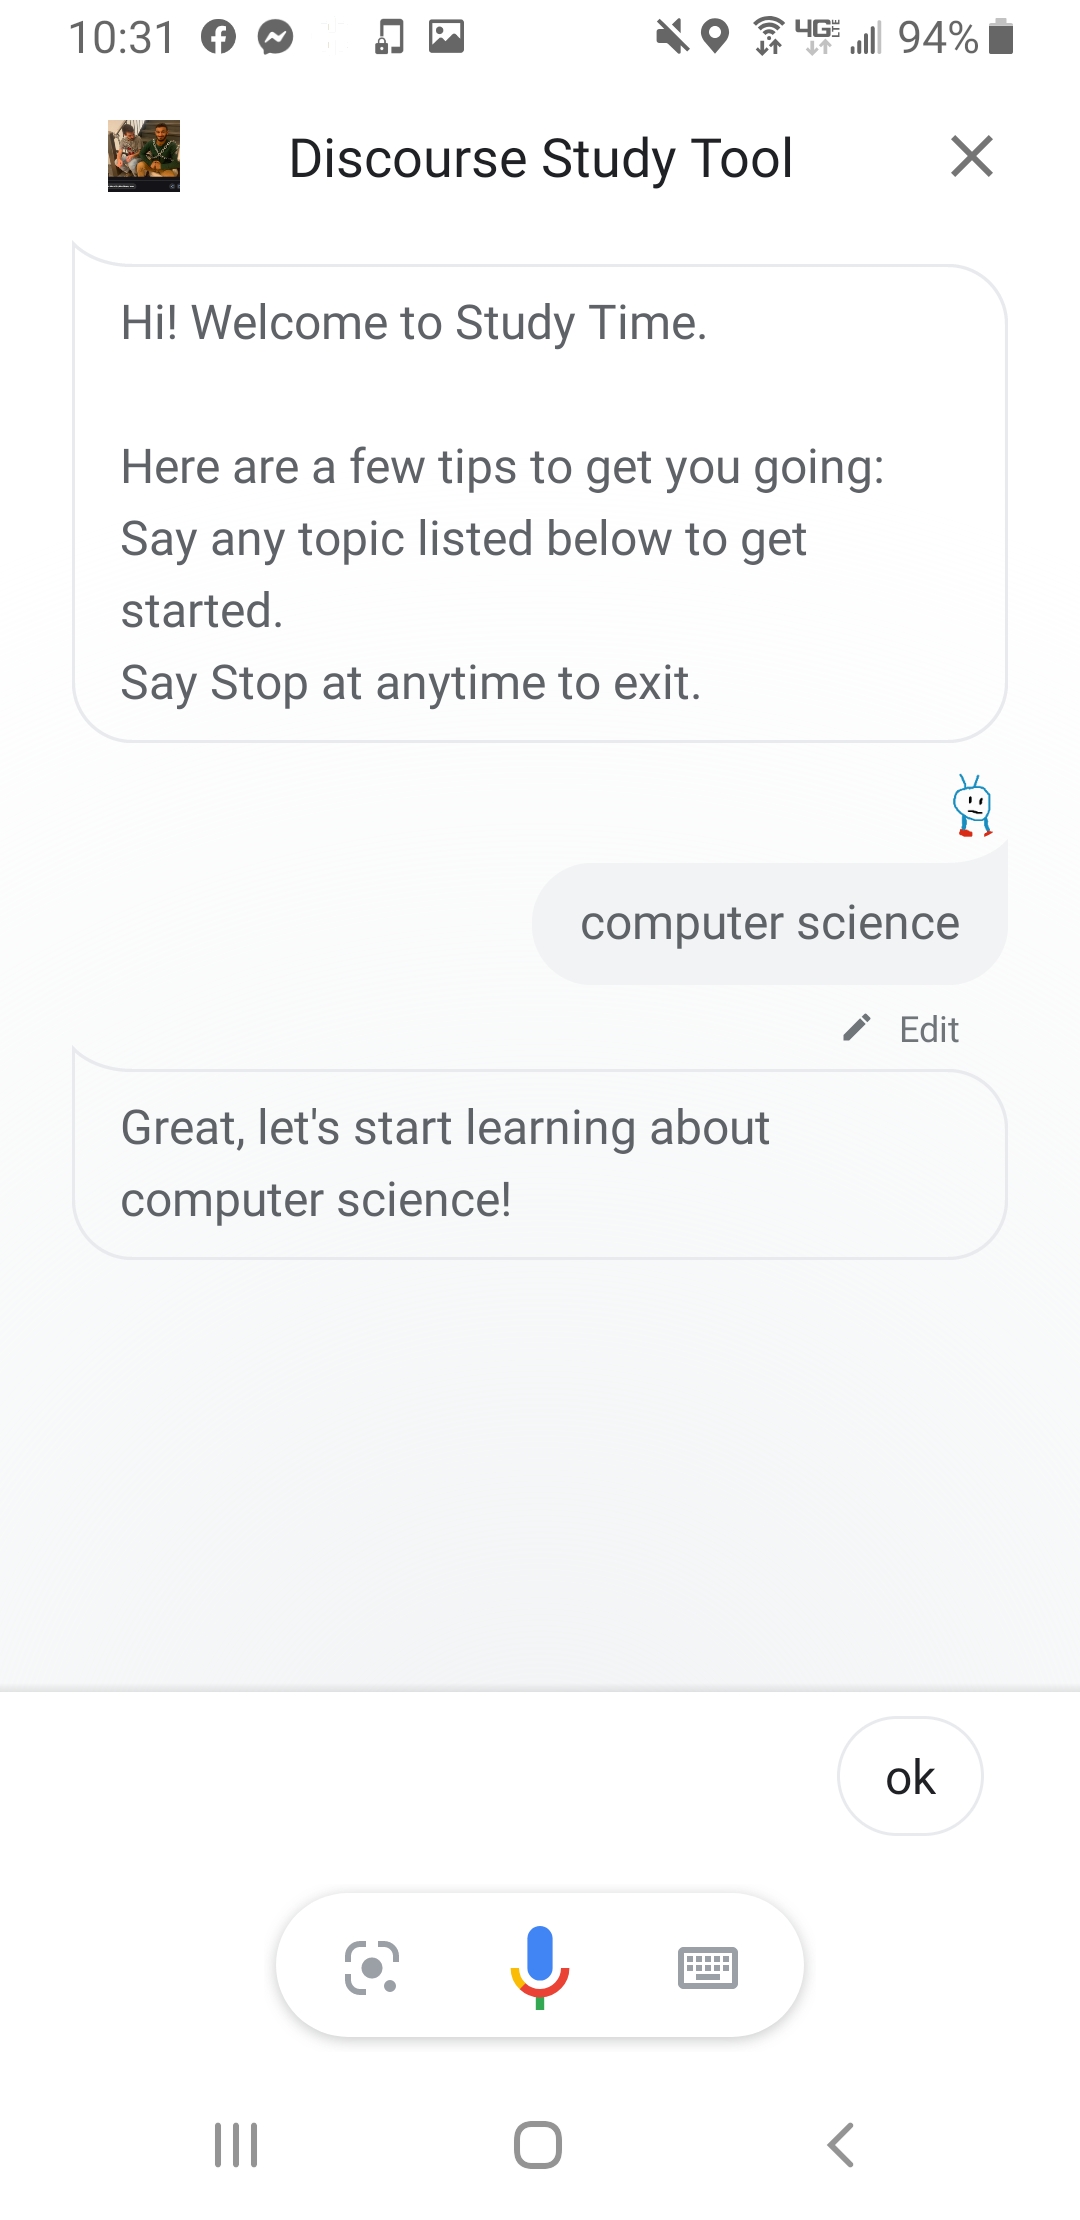 10:31 4G LTE 94%
Discourse Study Tool
Hi! Welcome to Study Time.
Here are a few tips to get you going:
Say any topic listed below to get
started.
Say Stop at anytime to exit.
computer science
Edit
Great, let's start learning about
computer science!
ok